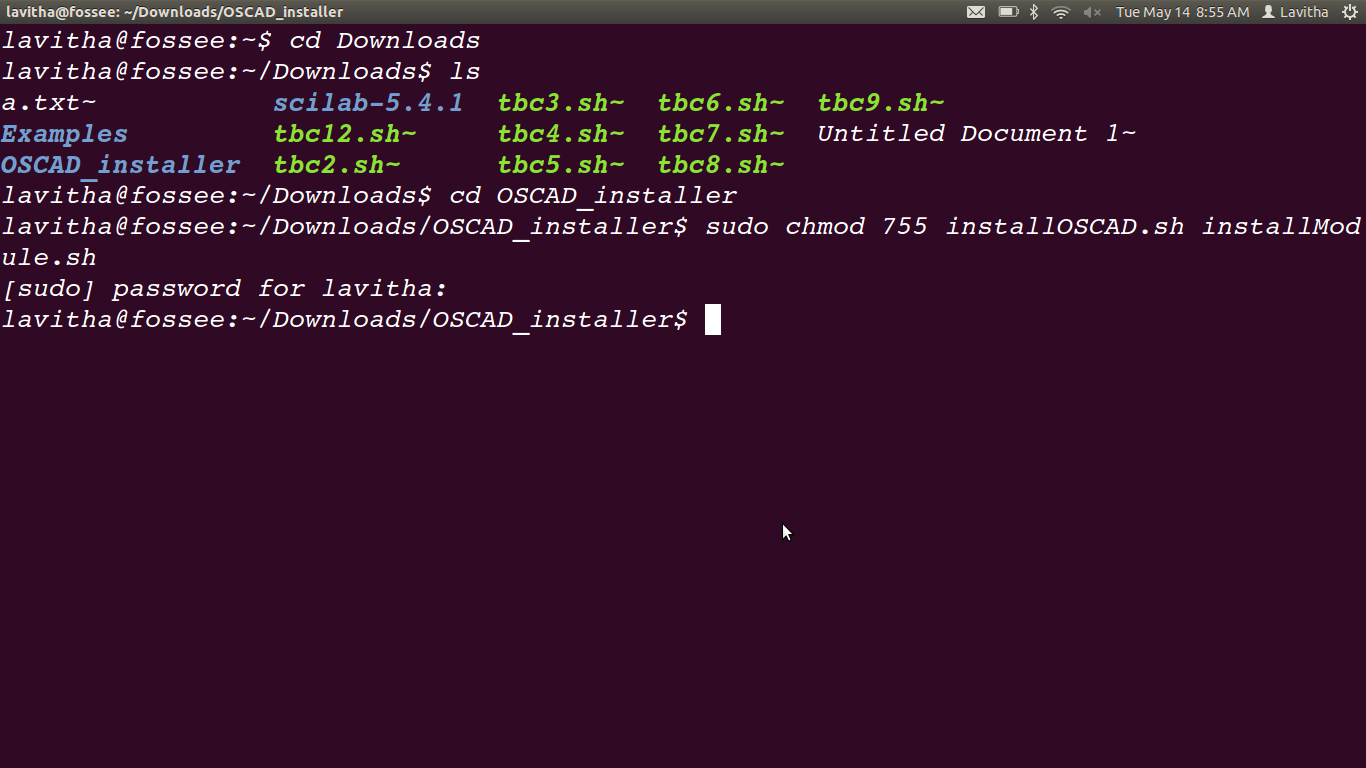 lavitha@fossee: ~/Downloads/OSCAD_installer Tue May 14 8:55 AM Lavitha
lavitha@fossee:~$ cd Downloads
lavitha@fossee:~/Downloads$ ls
a.txt~ scilab-5.4.1 tbc3.sh~ tbc6.sh~ tbc9.sh~
Examples tbc12.sh~ tbc4.sh~ tbc7.sh~ Untitled Document 1~
OSCAD_installer tbc2.sh~ tbc5.sh~ tbc8.sh~
lavitha@fossee:~/Downloads$ cd OSCAD_installer
lavitha@fossee:~/Downloads/OSCAD_installer$ sudo chmod 755 installOSCAD.sh installMod
ule.sh
[sudo] password for lavitha:
lavitha@fossee:~/Downloads/OSCAD_installer$